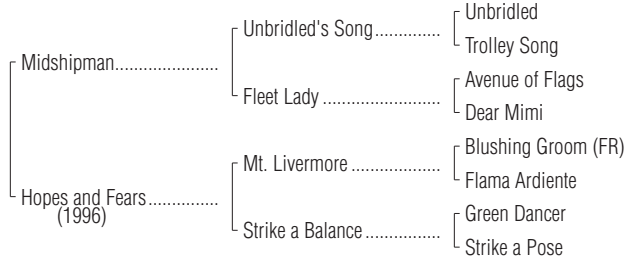 Unbridled
Unbridled's Song..............
Trolley Song
Midshipman......................
Avenue of Flags
Fleet Lady .........................
Dear Mimi
Blushing Groom (FR)
Mt. Livermore ...................
Flama Ardiente
Hopes and Fears...............
(1996)
Green Dancer
Strike a Balance................
Strike a Pose